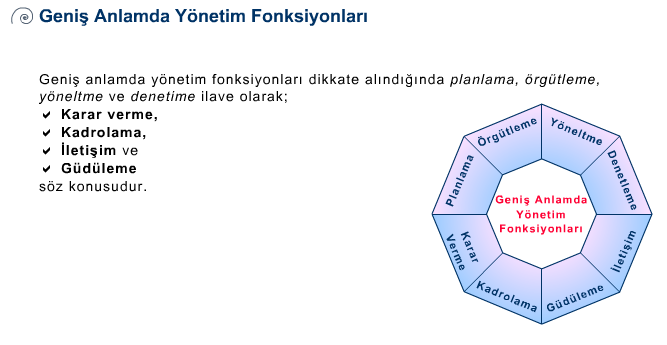 Geniş Anlamda Yönetim Fonksiyonları
Geniş anlamda yönetim fonksiyonları dikkate alındığında planlama, örgütleme,
yöneltme ve denetime ilave olarak;
Karar verme,
Kadrolama,
İletişim ve
Güdüleme
söz konusudur.
Örgütleme
Yöneltme
Planlama
Denetleme
Geniş Anlamda
Yönetim
Fonksiyonları
Karar
Verme
İletişim
Kadrolama
Güdüleme